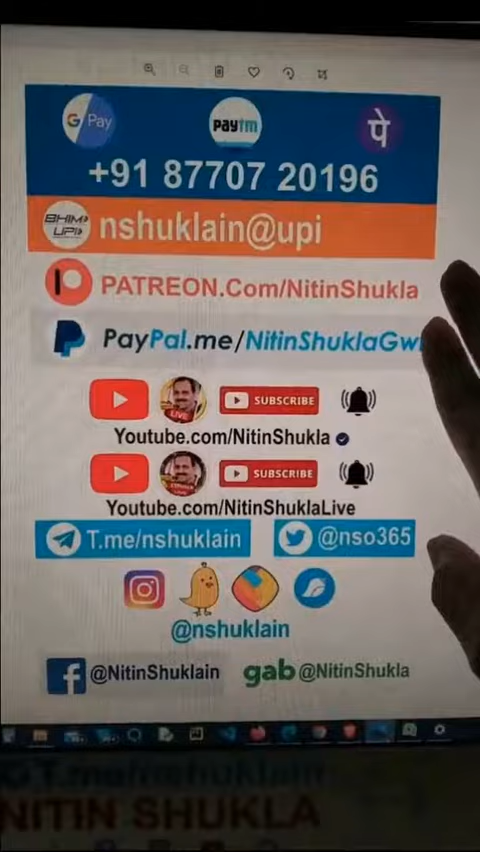 G Pay paytm पे
+91 87707 20196
BHIM UPI nshuklain@upi
PATREON.Com/NitinShukla
PayPal.me/NitinShuklaGw
SUBSCRIBE
Youtube.com/NitinShukla
SUBSCRIBE
Youtube.com/NitinShuklaLive
T.me/nshuklain @nso365
@nshuklain
f @NitinShuklain gab @NitinShukla
NITIN SHUKLA